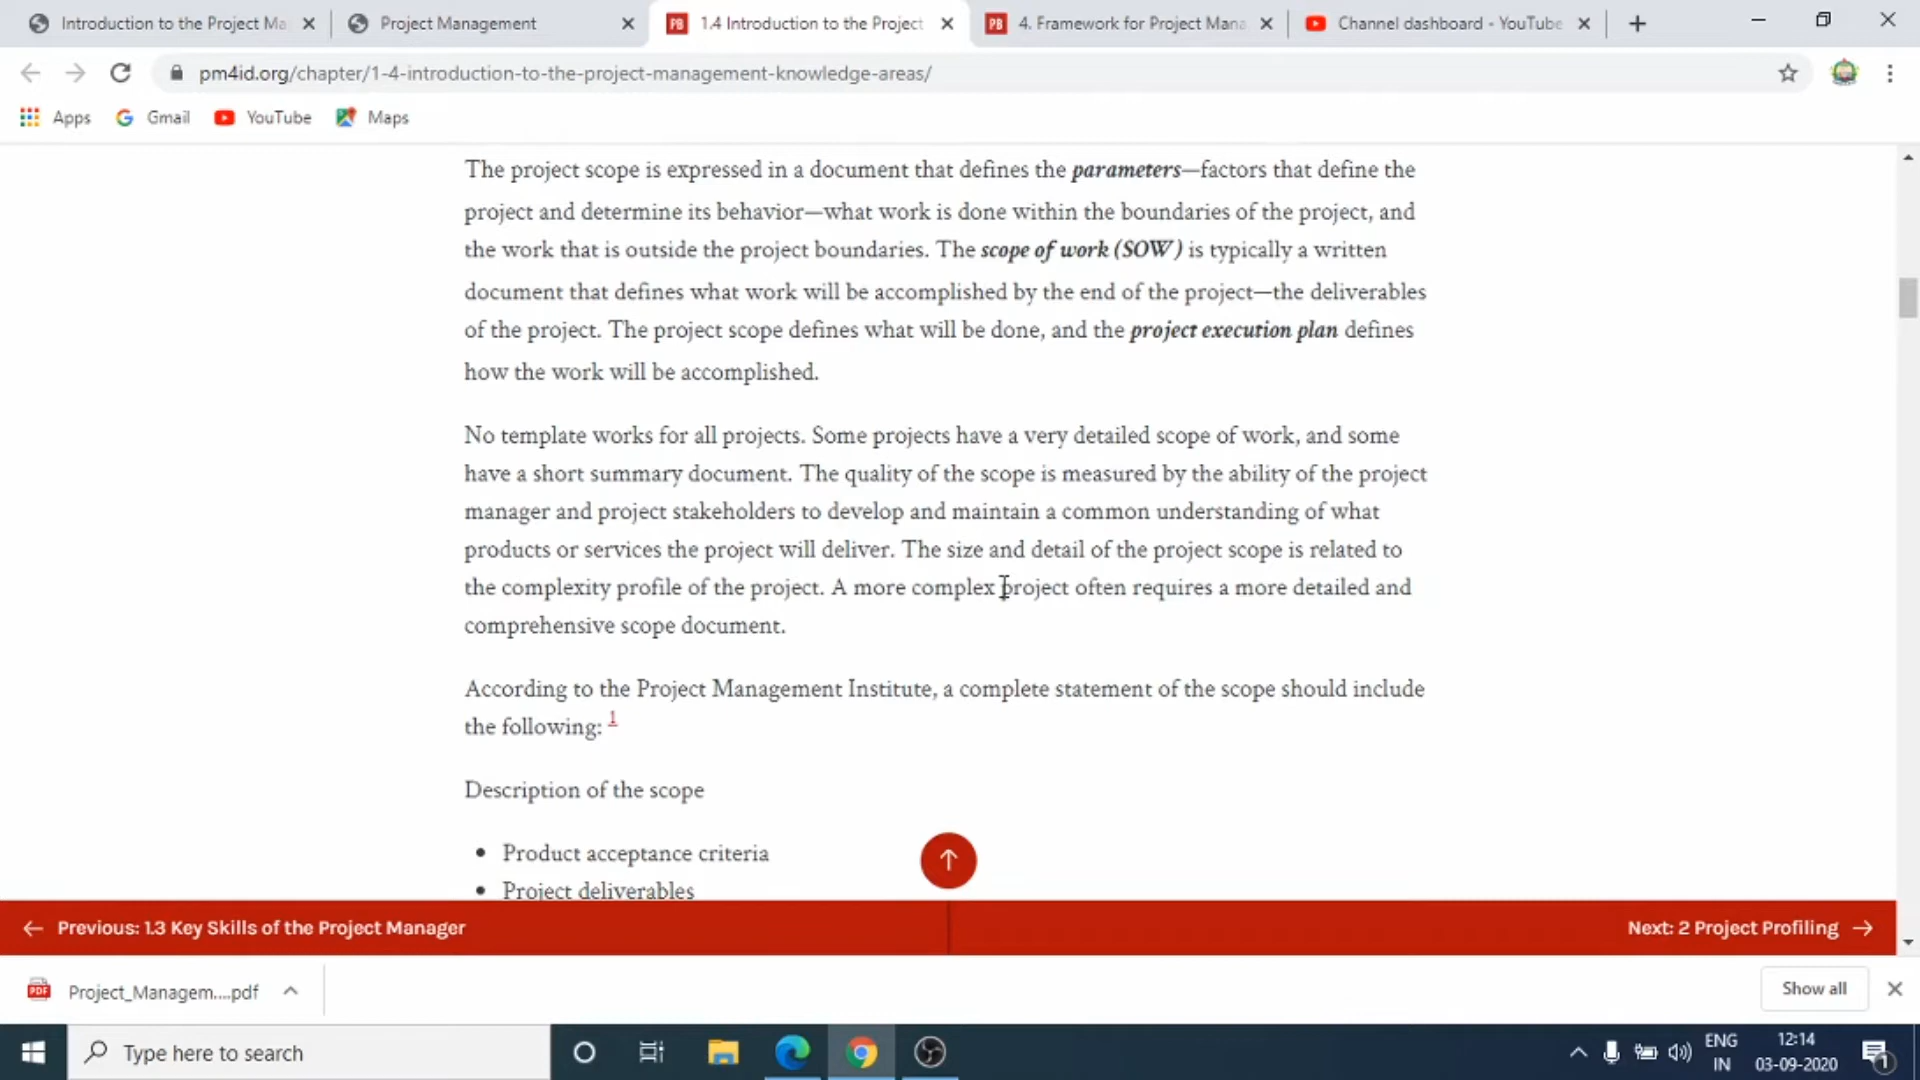 Introduction to the Project Ma
Project Management
1.4 Introduction to the Project
4. Framework for Project Mana
Channel dashboard - YouTube
pm4id.org/chapter/1-4-introduction-to-the-project-management-knowledge-areas/
Apps
Gmail
YouTube
Maps
The project scope is expressed in a document that defines the parameters—factors that define the
project and determine its behavior—what work is done within the boundaries of the project, and
the work that is outside the project boundaries. The scope of work (SOW) is typically a written
document that defines what work will be accomplished by the end of the project—the deliverables
of the project. The project scope defines what will be done, and the project execution plan defines
how the work will be accomplished.
No template works for all projects. Some projects have a very detailed scope of work, and some
have a short summary document. The quality of the scope is measured by the ability of the project
manager and project stakeholders to develop and maintain a common understanding of what
products or services the project will deliver. The size and detail of the project scope is related to
the complexity profile of the project. A more complex project often requires a more detailed and
comprehensive scope document.
According to the Project Management Institute, a complete statement of the scope should include
the following: 1
Description of the scope
• Product acceptance criteria
• Project deliverables
← Previous: 1.3 Key Skills of the Project Manager
Next: 2 Project Profiling →
PDF
Project_Managem....pdf
Show all
Type here to search
ENG
IN
12:14
03-09-2020
1